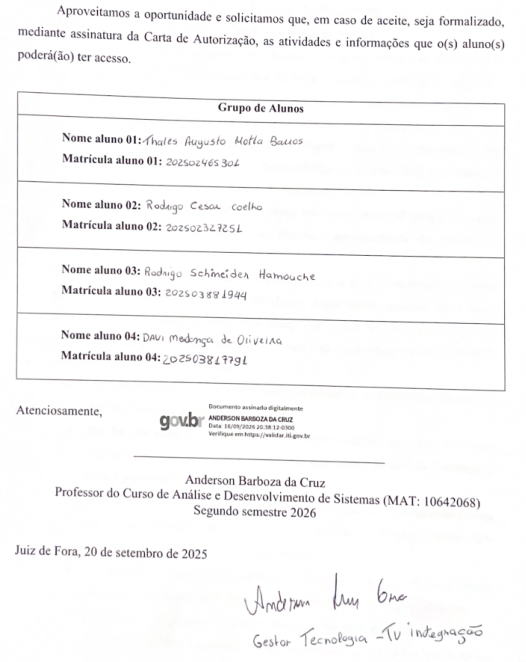 Aproveitamos a oportunidade e solicitamos que, em caso de aceite, seja formalizado,
mediante assinatura da Carta de Autorização, as atividades e informações que o(s) aluno(s)
poderá(ão) ter acesso.
Grupo de Alunos
Nome aluno 01: Thales Augusto Motta Barros
Matrícula aluno 01: 202502465301
Nome aluno 02: Rodrigo Cesar Coelho
Matrícula aluno 02: 202502327251
Nome aluno 03: Rodrigo Schineider Hamouche
Matrícula aluno 03: 202503881944
Nome aluno 04: DAVI Medonça de Oliveira
Matrícula aluno 04: 202503817791
Atenciosamente,
gov.br
Documento assinado digitalmente
ANDERSON BARBOZA DA CRUZ
Data: 16/09/2026 20:38:12-0300
Verifique em https://validar.iti.gov.br
Anderson Barboza da Cruz
Professor do Curso de Análise e Desenvolvimento de Sistemas (MAT: 10642068)
Segundo semestre 2026
Juiz de Fora, 20 de setembro de 2025
Anderson
Gestor Tecnologia - TV integração